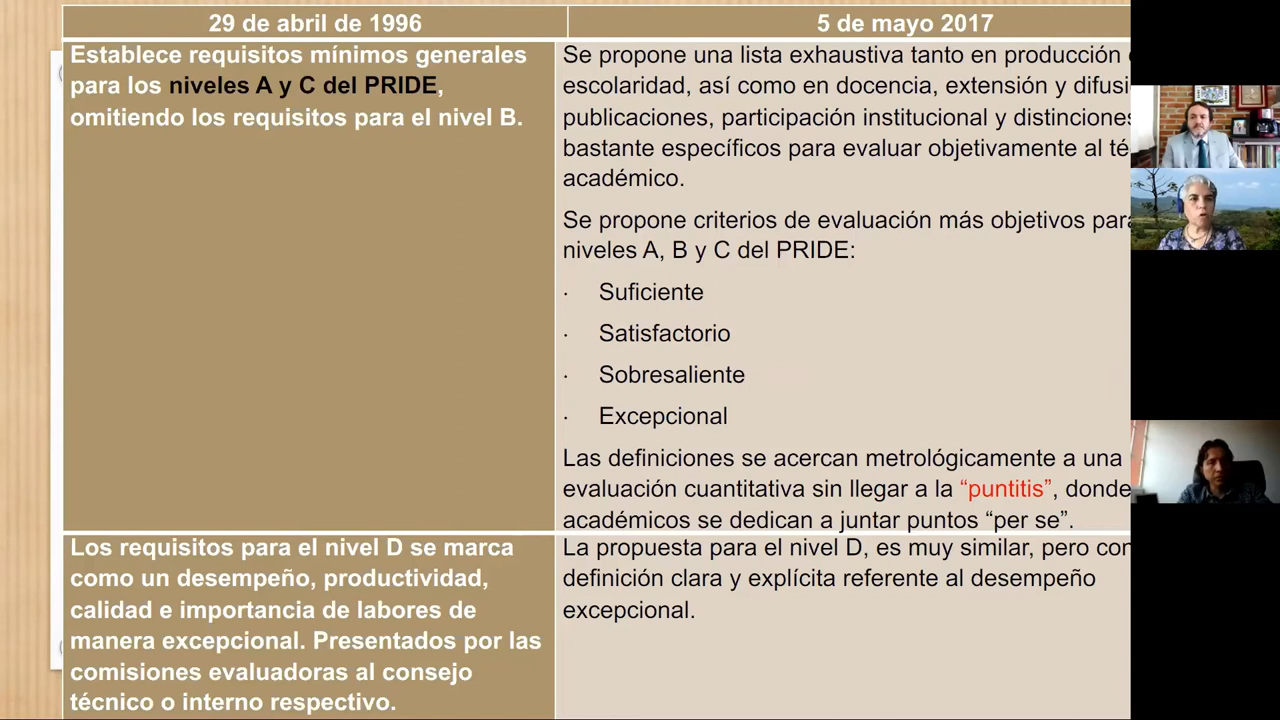 29 de abril de 1996
5 de mayo 2017
Establece requisitos mínimos generales
para los niveles A y C del PRIDE,
omitiendo los requisitos para el nivel B.
Se propone una lista exhaustiva tanto en producción
escolaridad, así como en docencia, extensión y difusi
publicaciones, participación institucional y distinciones
bastante específicos para evaluar objetivamente al té
académico.
Se propone criterios de evaluación más objetivos para
niveles A, B y C del PRIDE:
· Suficiente
· Satisfactorio
· Sobresaliente
· Excepcional
Las definiciones se acercan metrológicamente a una
evaluación cuantitativa sin llegar a la “puntitis”, donde
académicos se dedican a juntar puntos “per se”.
Los requisitos para el nivel D se marca
como un desempeño, productividad,
calidad e importancia de labores de
manera excepcional. Presentados por las
comisiones evaluadoras al consejo
técnico o interno respectivo.
La propuesta para el nivel D, es muy similar, pero con
definición clara y explícita referente al desempeño
excepcional.